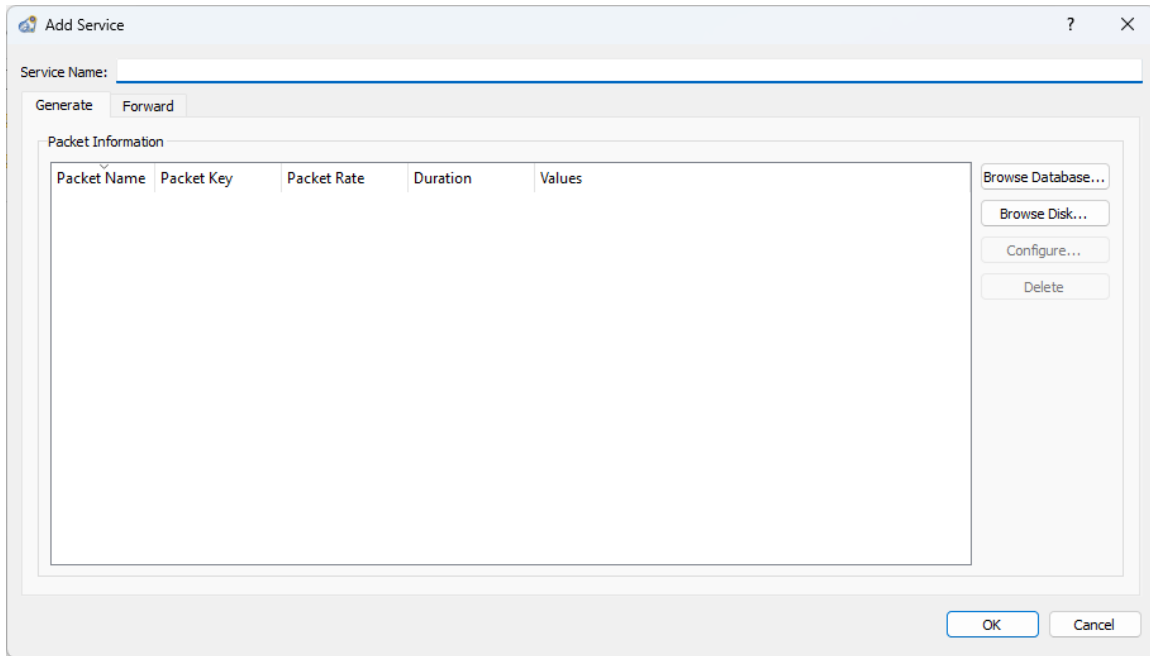 Add Service
?
Service Name:
Generate Forward
Packet Information
Packet Name Packet Key Packet Rate Duration Values
Browse Database...
Browse Disk...
Configure...
Delete
OK Cancel